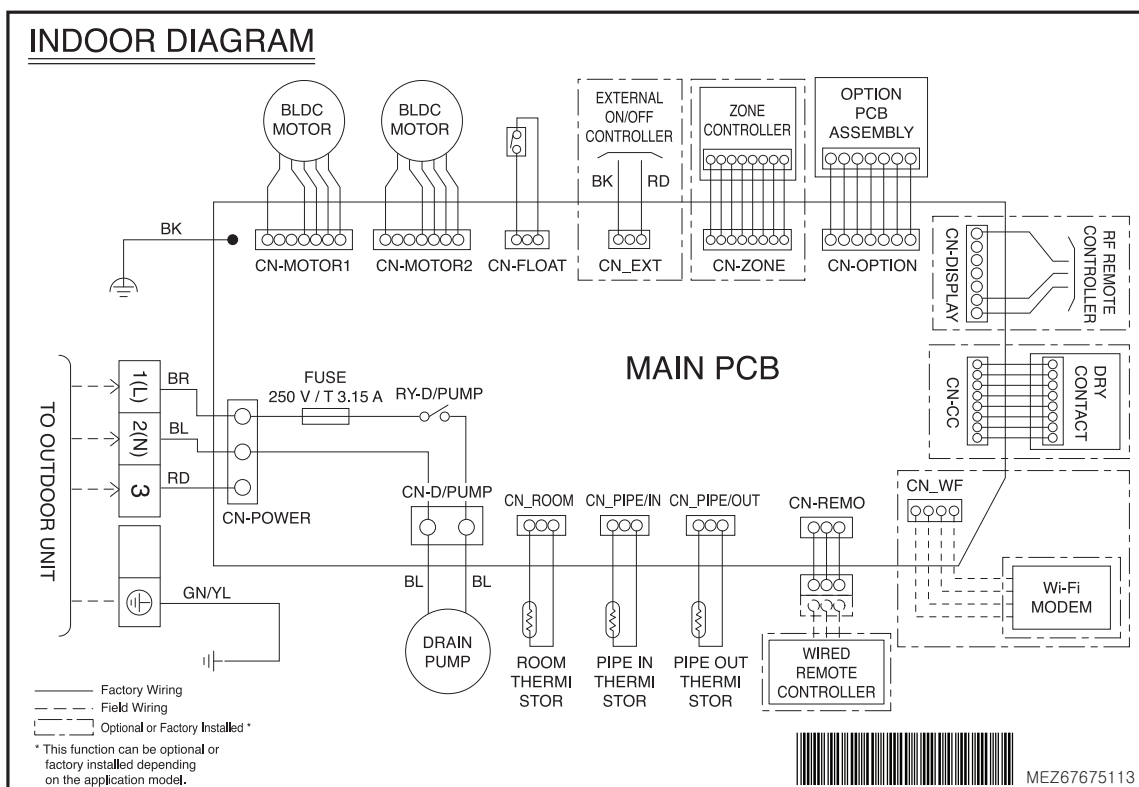 INDOOR DIAGRAM
BLDC
MOTOR
BLDC
MOTOR
EXTERNAL
ON/OFF
CONTROLLER
BK
RD
ZONE
CONTROLLER
OPTION
PCB
ASSEMBLY
BK
CN-MOTOR1
CN-MOTOR2
CN-FLOAT
CN_EXT
CN-ZONE
CN-OPTION
CN-DISPLAY
RF REMOTE
CONTROLLER
MAIN PCB
CN-CC
DRY
CONTACT
TO OUTDOOR UNIT
1(L)
2(N)
3
BR
BL
RD
GN/YL
CN-POWER
FUSE
250 V / T 3.15 A
RY-D/PUMP
CN-D/PUMP
BL
BL
DRAIN
PUMP
CN_ROOM
CN_PIPE/IN
CN_PIPE/OUT
ROOM
THERMI
STOR
PIPE IN
THERMI
STOR
PIPE OUT
THERMI
STOR
CN-REMO
WIRED
REMOTE
CONTROLLER
CN_WF
Wi-Fi
MODEM
Factory Wiring
Field Wiring
Optional or Factory Installed *
* This function can be optional or
factory installed depending
on the application model.
MEZ67675113